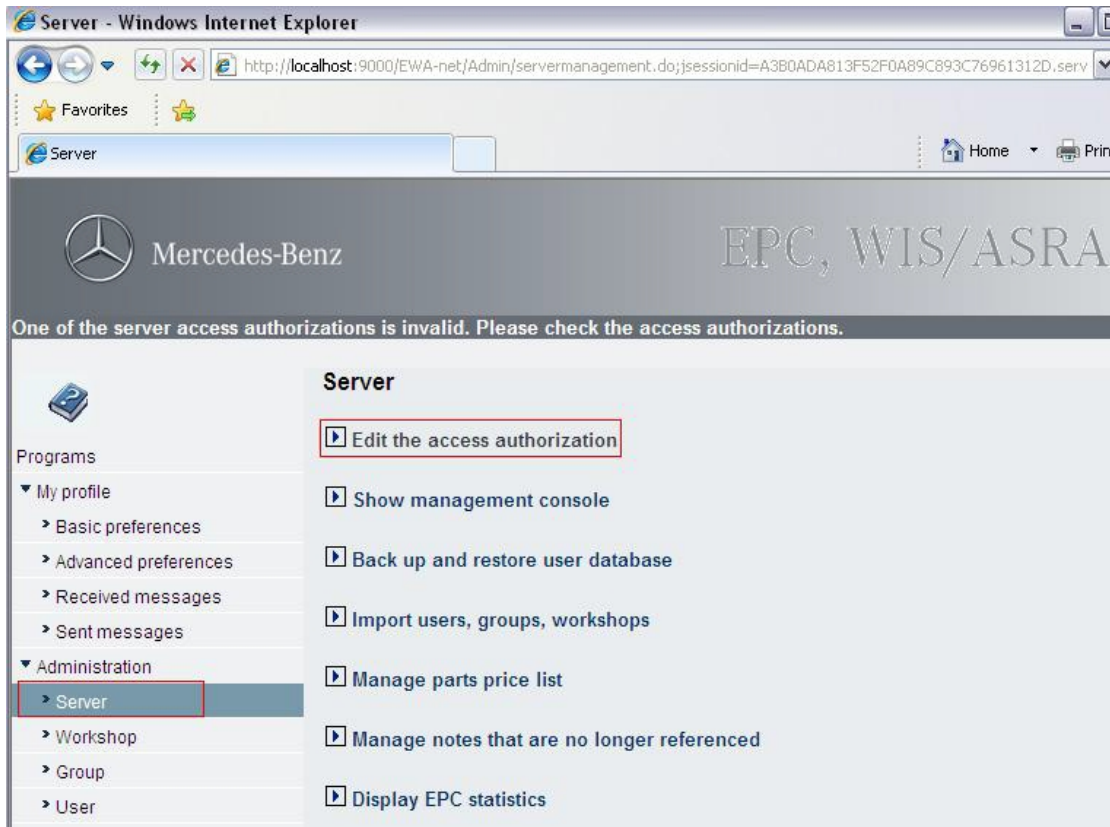 Server - Windows Internet Explorer
http://localhost:9000/EWA-net/Admin/servermanagement.do;jsessionid=A3B0ADA813F52F0A89C893C76961312D.serv
Favorites
Server
Home
Prin
Mercedes-Benz
EPC, WIS/ASRA
One of the server access authorizations is invalid. Please check the access authorizations.
Programs
My profile
Basic preferences
Advanced preferences
Received messages
Sent messages
Administration
Server
Workshop
Group
User
Server
Edit the access authorization
Show management console
Back up and restore user database
Import users, groups, workshops
Manage parts price list
Manage notes that are no longer referenced
Display EPC statistics